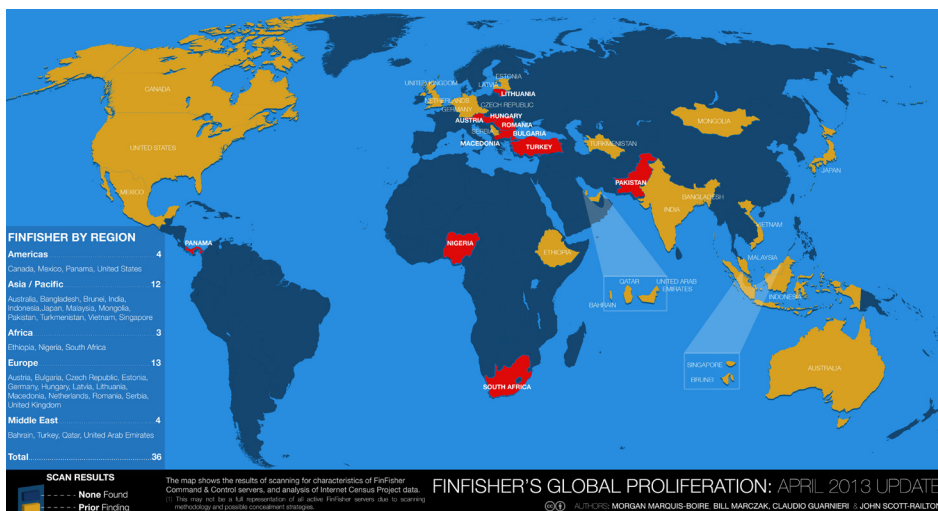 ESTONIA
UNITED KINGDOM
LATVIA
LITHUANIA
CANADA
NETHERLANDS
CZECH REPUBLIC
GERMANY
HUNGARY
AUSTRIA
ROMANIA
MONGOLIA
SERBIA
BULGARIA
UNITED STATES
MACEDONIA
TURKEY
TURKMENISTAN
JAPAN
PAKISTAN
MEXICO
BANGLADESH
INDIA
VIETNAM
PANAMA
NIGERIA
ETHIOPIA
MALAYSIA
QATAR
UNITED ARAB
EMIRATES
BAHRAIN
INDONESIA
SINGAPORE
BRUNEI
AUSTRALIA
SOUTH AFRICA
FINFISHER BY REGION
Americas 4
Canada, Mexico, Panama, United States
Asia / Pacific 12
Australia, Bangladesh, Brunei, India,
Indonesia,Japan, Malaysia, Mongolia,
Pakistan, Turkmenistan, Vietnam, Singapore
Africa 3
Ethiopia, Nigeria, South Africa
Europe 13
Austria, Bulgaria, Czech Republic, Estonia,
Germany, Hungary, Latvia, Lithuania,
Macedonia, Netherlands, Romania, Serbia,
United Kingdom
Middle East 4
Bahrain, Turkey, Qatar, United Arab Emirates
Total 36
SCAN RESULTS
None Found
Prior Finding
The map shows the results of scanning for characteristics of FinFisher
Command & Control servers, and analysis of Internet Census Project data.
(1) This may not be a full representation of all active FinFisher servers due to scanning
methodology and possible concealment strategies.
FINFISHER'S GLOBAL PROLIFERATION: APRIL 2013 UPDATE
AUTHORS: MORGAN MARQUIS-BOIRE, BILL MARCZAK, CLAUDIO GUARNIERI & JOHN SCOTT-RAILTON